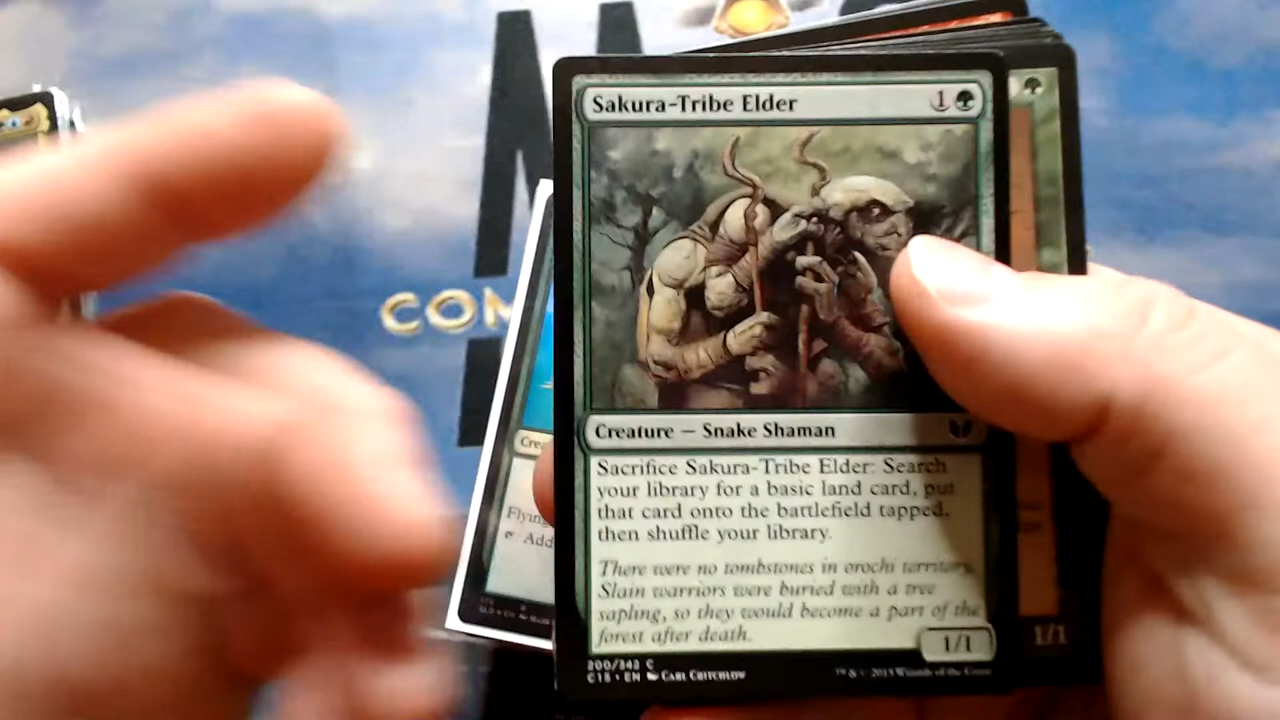 Sakura-Tribe Elder 1
COM
Creature — Snake Shaman
Sacrifice Sakura-Tribe Elder: Search
your library for a basic land card, put
that card onto the battlefield tapped,
then shuffle your library.
There were no tombstones in orochi territory.
Slain warriors were buried with a tree
sapling, so they would become a part of the
forest after death.
1/1
200/342 C
C15 • EN CARL CRITCHLOW
™ & © 2015 Wizards of the Coast
Cre
Flying
Add
1/1